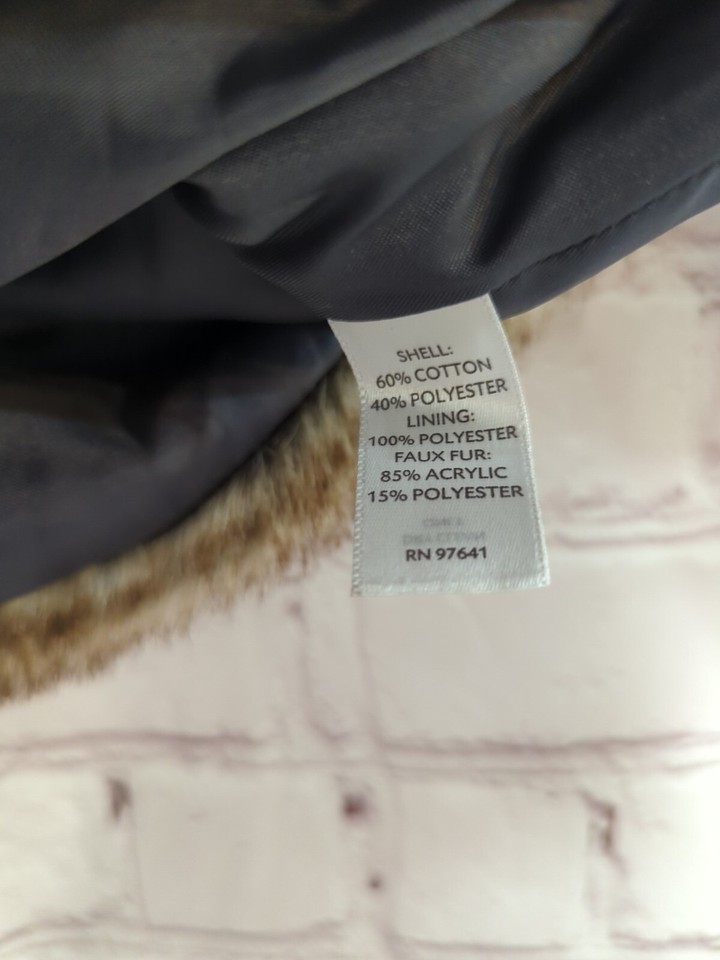 SHELL:
60% COTTON
40% POLYESTER
LINING:
100% POLYESTER
FAUX FUR:
85% ACRYLIC
15% POLYESTER
RN 97641